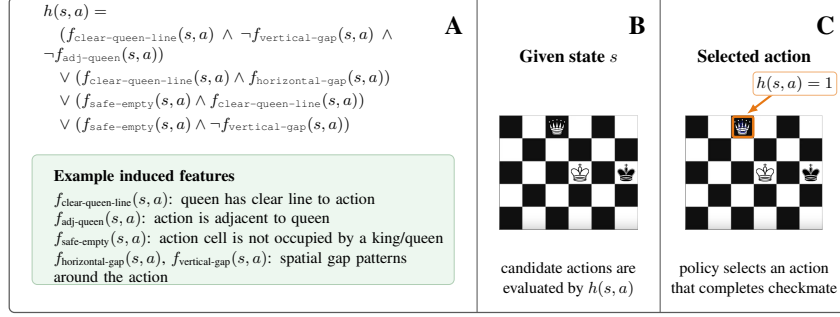 h(s, a) =
(f_clear-queen-line(s, a) ∧ ¬f_vertical-gap(s, a) ∧
¬f_adj-queen(s, a))
∨ (f_clear-queen-line(s, a) ∧ f_horizontal-gap(s, a))
∨ (f_safe-empty(s, a) ∧ f_clear-queen-line(s, a))
∨ (f_safe-empty(s, a) ∧ ¬f_vertical-gap(s, a))
A
Example induced features
f_clear-queen-line(s, a): queen has clear line to action
f_adj-queen(s, a): action is adjacent to queen
f_safe-empty(s, a): action cell is not occupied by a king/queen
f_horizontal-gap(s, a), f_vertical-gap(s, a): spatial gap patterns
around the action
B
Given state s
candidate actions are
evaluated by h(s, a)
C
Selected action
h(s, a) = 1
policy selects an action
that completes checkmate